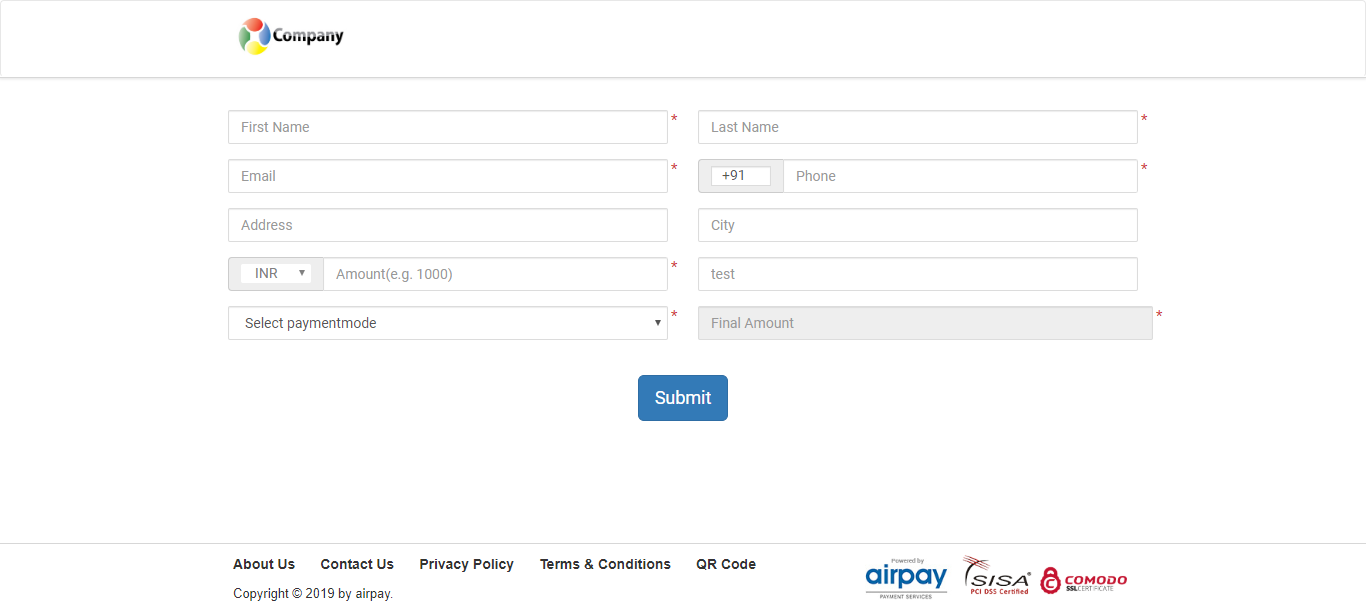 Company
First Name *
Last Name *
Email *
+91 Phone *
Address
City
INR ▼ Amount(e.g. 1000) *
test
Select paymentmode ▼ *
Final Amount *
Submit
About Us Contact Us Privacy Policy Terms & Conditions QR Code
Copyright © 2019 by airpay.
Powered by
airpay
PAYMENT SERVICES
SISA
PCI DSS Certified
COMODO
SSL CERTIFICATE